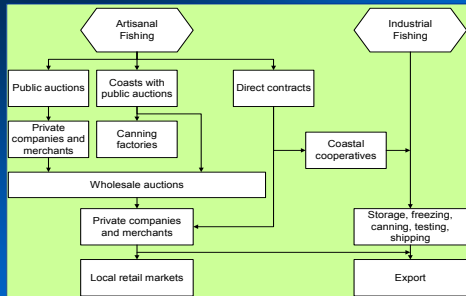 Artisanal
Fishing
Industrial
Fishing
Public auctions
Coasts with
public auctions
Direct contracts
Private
companies and
merchants
Canning
factories
Coastal
cooperatives
Wholesale auctions
Private companies
and merchants
Storage, freezing,
canning, testing,
shipping
Local retail markets
Export